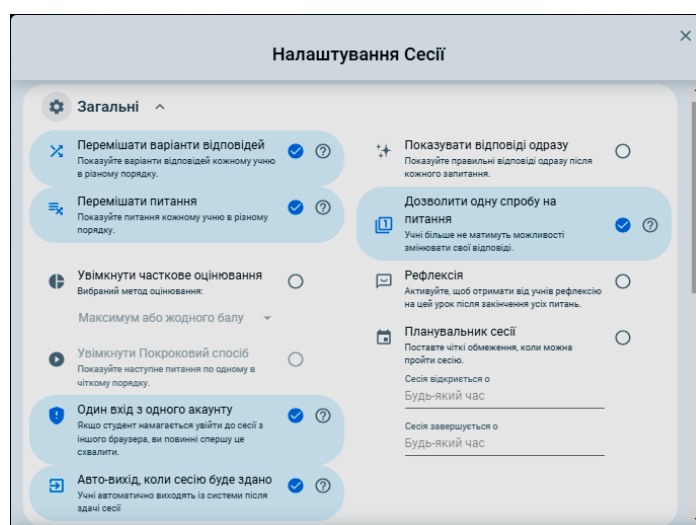 Налаштування Сесії
Загальні
Перемішати варіанти відповідей
Показуйте варіанти відповідей кожному учню
в різному порядку.
Перемішати питання
Показуйте питання кожному учню в різному
порядку.
Увімкнути часткове оцінювання
Вибраний метод оцінювання:
Максимум або жодного балу
Увімкнути Покроковий спосіб
Показуйте наступне питання по одному в
чіткому порядку.
Один вхід з одного акаунту
Якщо студент намагається увійти до сесії з
іншого браузера, ви повинні спершу це
схвалити.
Авто-вихід, коли сесію буде здано
Учні автоматично виходять із системи після
здачі сесії
Показувати відповіді одразу
Показуйте правильні відповіді одразу після
кожного запитання.
Дозволити одну спробу на
питання
Учні більше не матимуть можливості
змінювати свої відповіді.
Рефлексія
Активуйте, щоб отримати від учнів рефлексію
на цей урок після закінчення усіх питань.
Планувальник сесії
Поставте чіткі обмеження, коли можна
пройти сесію.
Сесія відкриється о
Будь-який час
Сесія завершується о
Будь-який час